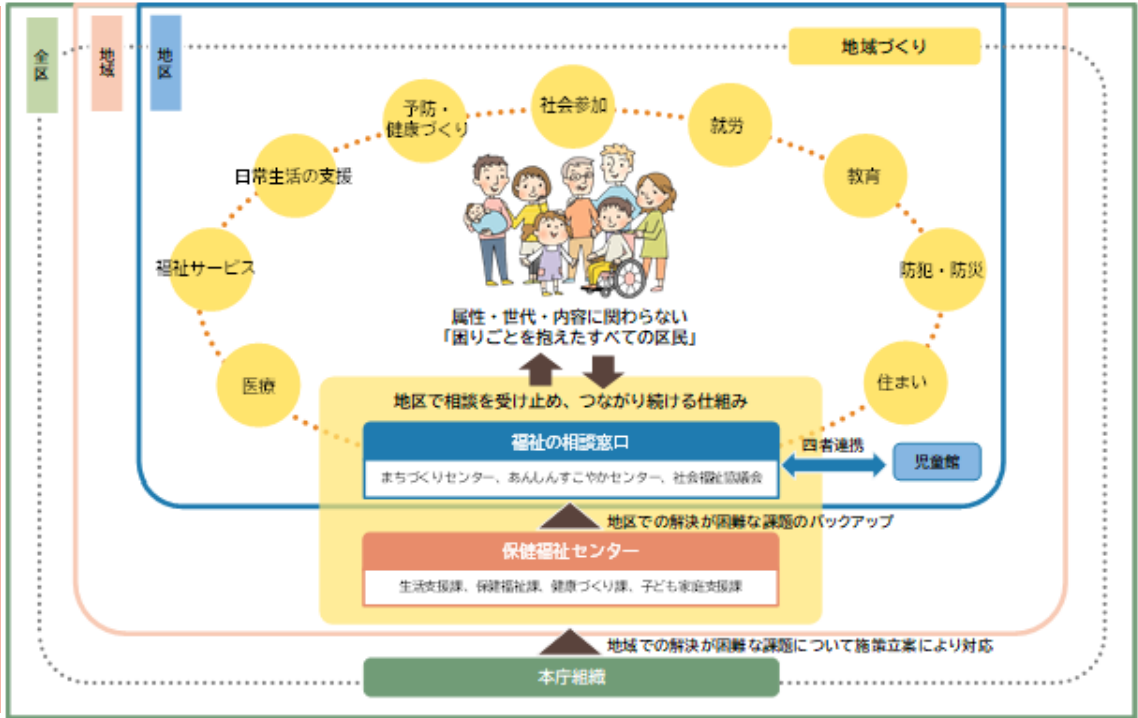 全区
地域
地区
地域づくり
社会参加
予防・
健康づくり
就労
日常生活の支援
教育
福祉サービス
防犯・防災
属性・世代・内容に関わらない
「困りごとを抱えたすべての区民」
医療
住まい
地区で相談を受け止め、つながり続ける仕組み
福祉の相談窓口
まちづくりセンター、あんしんすこやかセンター、社会福祉協議会
四者連携
児童館
地区での解決が困難な課題のバックアップ
保健福祉センター
生活支援課、保健福祉課、健康づくり課、子ども家庭支援課
地域での解決が困難な課題について施策立案により対応
本庁組織